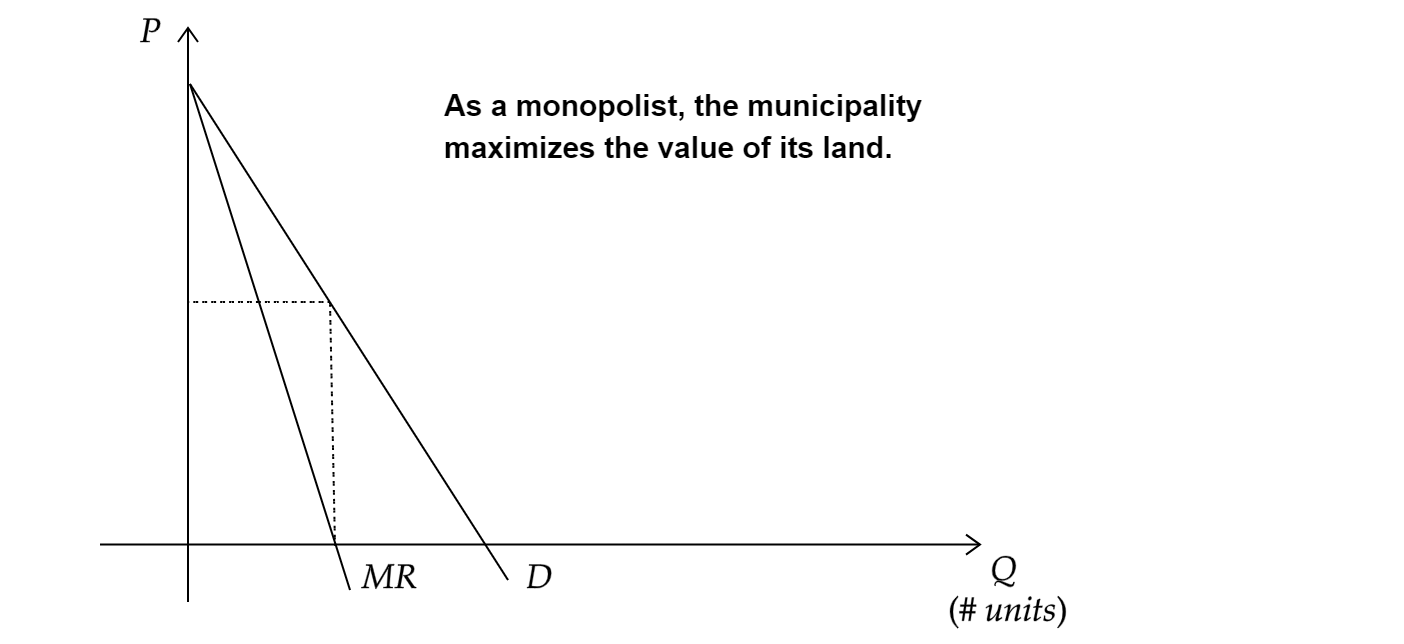 P
As a monopolist, the municipality
maximizes the value of its land.
MR
D
Q
(# units)